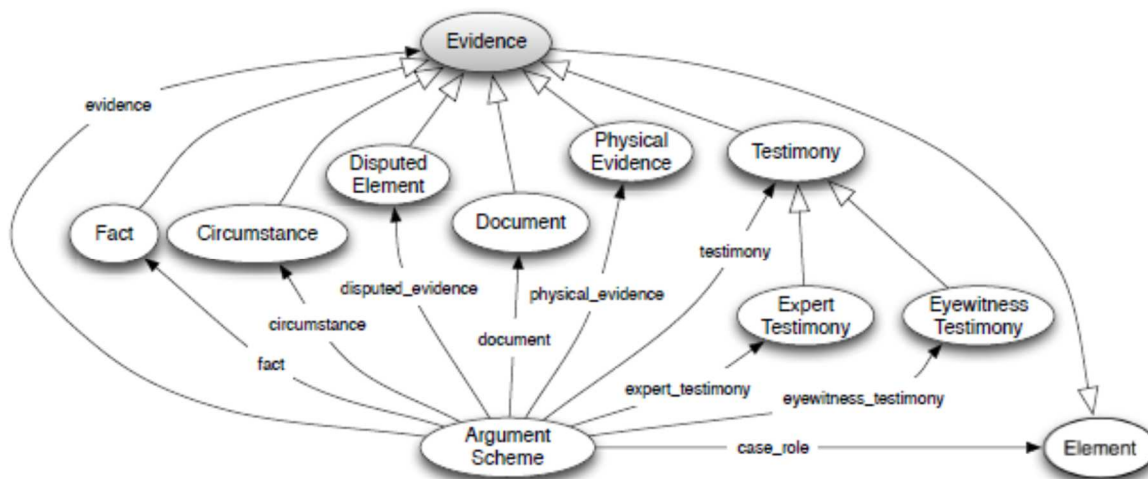 Evidence
evidence
Physical
Evidence
Testimony
Disputed
Element
Document
Fact
Circumstance
testimony
disputed_evidence
physical_evidence
Expert
Testimony
Eyewitness
Testimony
circumstance
document
fact
expert_testimony
eyewitness_testimony
Argument
Scheme
case_role
Element